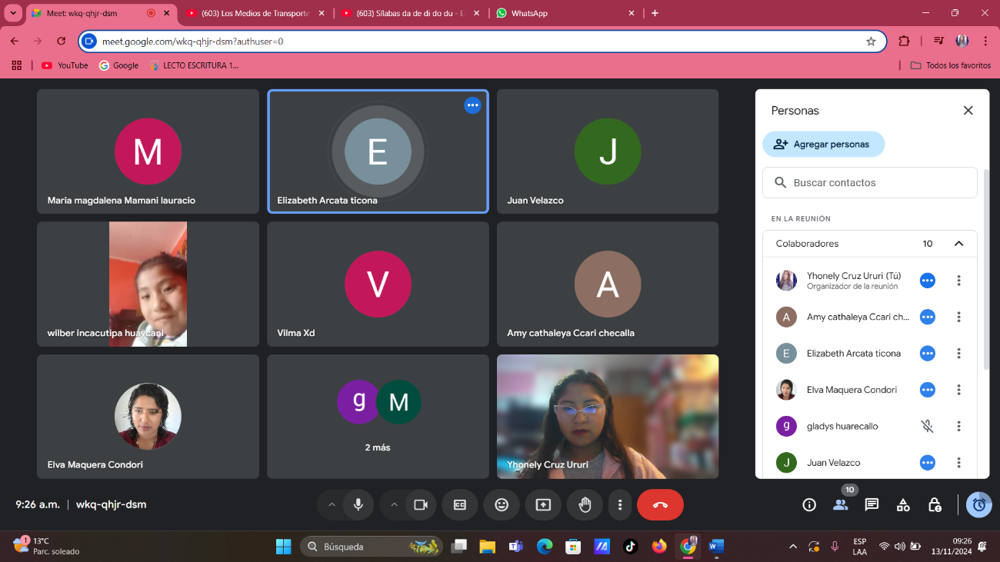 Meet: wkq-qhjr-dsm
(603) Los Medios de Transporte
(603) Sílabas da de di do du - E
WhatsApp
meet.google.com/wkq-qhjr-dsm?authuser=0
YouTube
Google
LECTO ESCRITURA 1...
Todos los favoritos
M
Maria magdalena Mamani lauracio
E
Elizabeth Arcata ticona
J
Juan Velazco
wilber incacutipa huaycani
V
Vilma Xd
A
Amy cathaleya Ccari checalla
Elva Maquera Condori
g M
2 más
Yhonely Cruz Ururi
Personas
Agregar personas
Buscar contactos
EN LA REUNIÓN
Colaboradores 10
Yhonely Cruz Ururi (Tú)
Organizador de la reunión
A Amy cathaleya Ccari ch...
E Elizabeth Arcata ticona
Elva Maquera Condori
g gladys huarecallo
J Juan Velazco
9:26 a.m. | wkq-qhjr-dsm
10
1
13°C
Parc. soleado
Búsqueda
ESP
LAA
09:26
13/11/2024